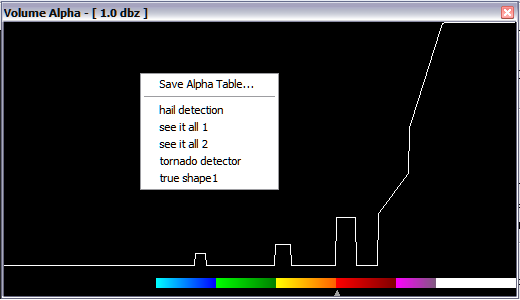 Volume Alpha - [ 1.0 dbz ]
Save Alpha Table...
hail detection
see it all 1
see it all 2
tornado detector
true shape1